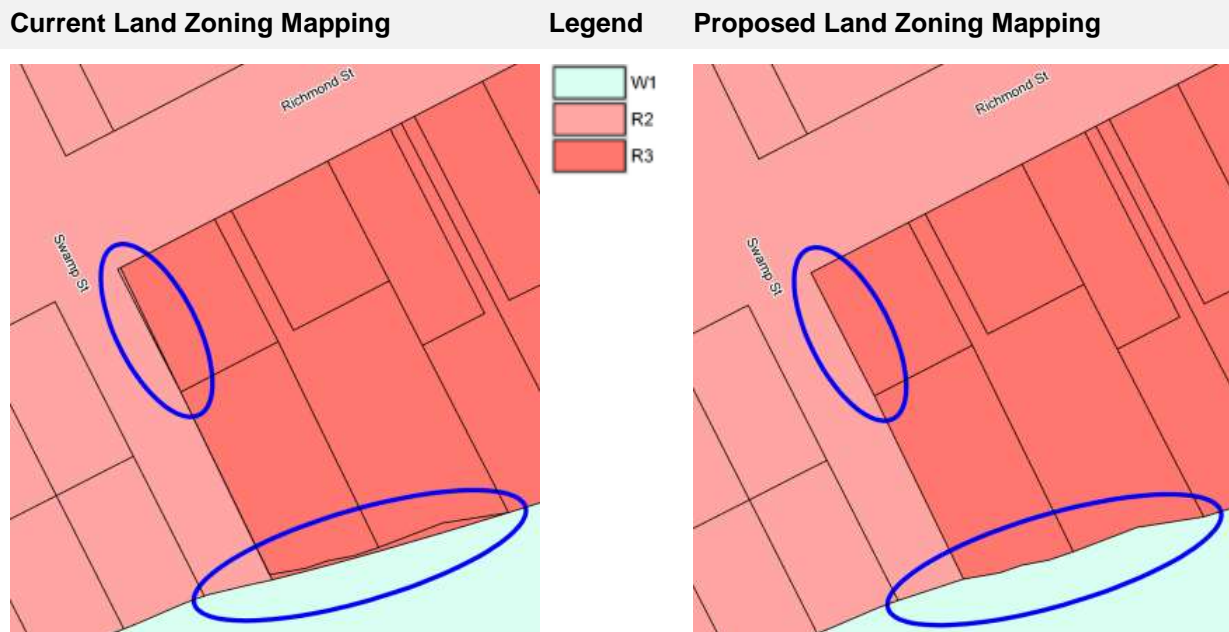 Current Land Zoning Mapping
Legend
Proposed Land Zoning Mapping
Richmond St
Swamp St
W1
R2
R3
Richmond St
Swamp St